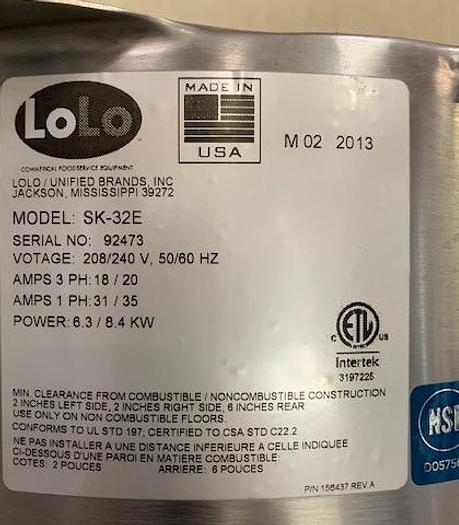 LoLo
COMMERCIAL FOODSERVICE EQUIPMENT
MADE IN
USA
M 02 2013
LOLO / UNIFIED BRANDS, INC
JACKSON, MISSISSIPPI 39272
MODEL: SK-32E
SERIAL NO: 92473
VOTAGE: 208/240 V, 50/60 HZ
AMPS 3 PH: 18 / 20
AMPS 1 PH: 31 / 35
POWER: 6.3 / 8.4 KW
C ETL US
Intertek
3197225
MIN. CLEARANCE FROM COMBUSTIBLE / NONCOMBUSTIBLE CONSTRUCTION
2 INCHES LEFT SIDE, 2 INCHES RIGHT SIDE, 6 INCHES REAR
USE ONLY ON NON COMBUSTIBLE FLOORS.
CONFORMS TO UL STD 197, CERTIFIED TO CSA STD C22.2
NE PAS INSTALLER A UNE DISTANCE INFERIEURE A CELLE INDIQUEE
CI-DESSOUS D'UNE PAROI EN MATIERE COMBUSTIBLE:
COTES: 2 POUCES ARRIERE: 6 POUCES
P/N 156437 REV A
NS
DO575